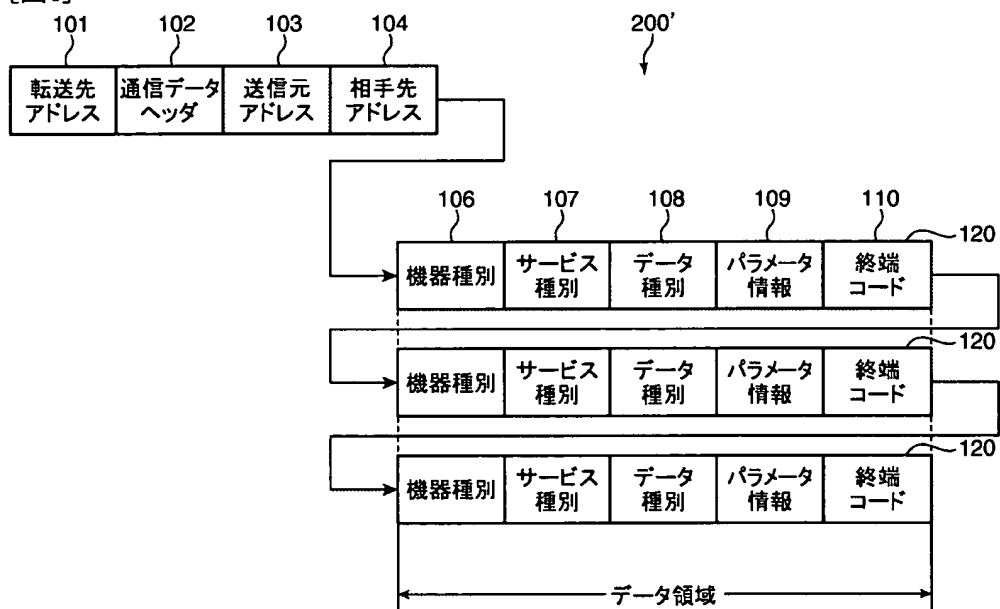 101 102 103 104 200'
転送先アドレス 通信データヘッダ 送信元アドレス 相手先アドレス
106 107 108 109 110 120
機器種別 サービス種別 データ種別 パラメータ情報 終端コード
120
機器種別 サービス種別 データ種別 パラメータ情報 終端コード
120
機器種別 サービス種別 データ種別 パラメータ情報 終端コード
データ領域